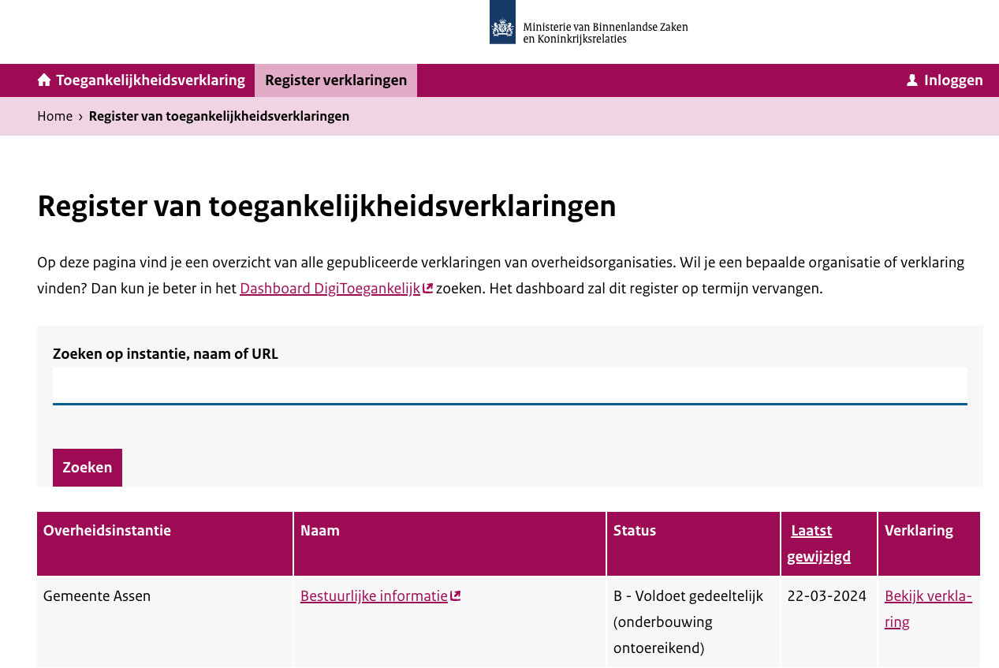 Ministerie van Binnenlandse Zaken
en Koninkrijksrelaties
Toegankelijkheidsverklaring Register verklaringen Inloggen
Home › Register van toegankelijkheidsverklaringen
Register van toegankelijkheidsverklaringen
Op deze pagina vind je een overzicht van alle gepubliceerde verklaringen van overheidsorganisaties. Wil je een bepaalde organisatie of verklaring
vinden? Dan kun je beter in het Dashboard DigiToegankelijk zoeken. Het dashboard zal dit register op termijn vervangen.
Zoeken op instantie, naam of URL
Zoeken
Overheidsinstantie Naam Status Laatst Verklaring
gewijzigd
Gemeente Assen Bestuurlijke informatie B - Voldoet gedeeltelijk 22-03-2024 Bekijk verkla-
(onderbouwing ring
ontoereikend)